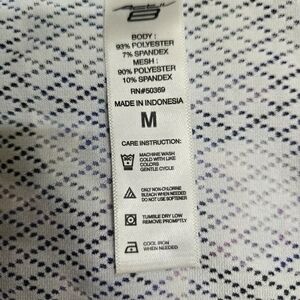 BODY :
93% POLYESTER
7% SPANDEX
MESH :
90% POLYESTER
10% SPANDEX
RN#50369
MADE IN INDONESIA
M
CARE INSTRUCTION:
MACHINE WASH
COLD WITH LIKE
COLORS
GENTLE CYCLE
ONLY NON-CHLORINE
BLEACH WHEN NEEDED
DO NOT USE SOFTENER
TUMBLE DRY LOW
REMOVE PROMPTLY
COOL IRON
WHEN NEEDED